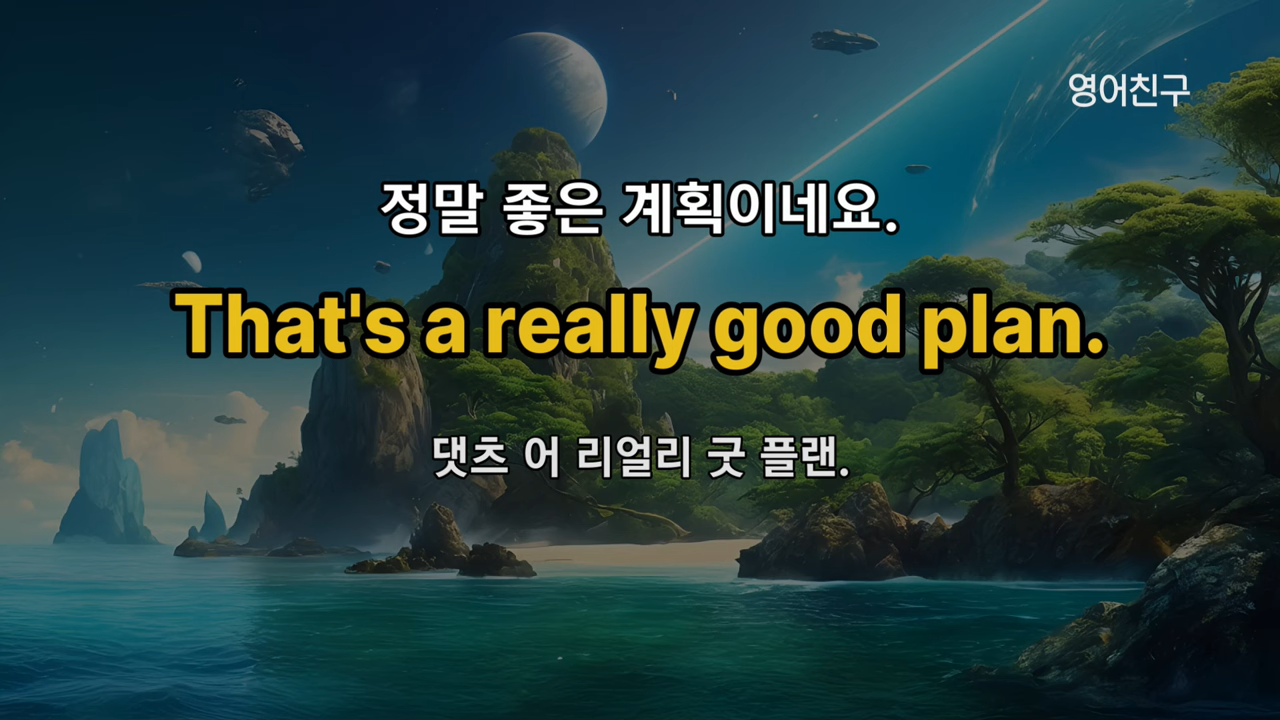 영어친구
정말 좋은 계획이네요.
That's a really good plan.
댓츠 어 리얼리 굿 플랜.